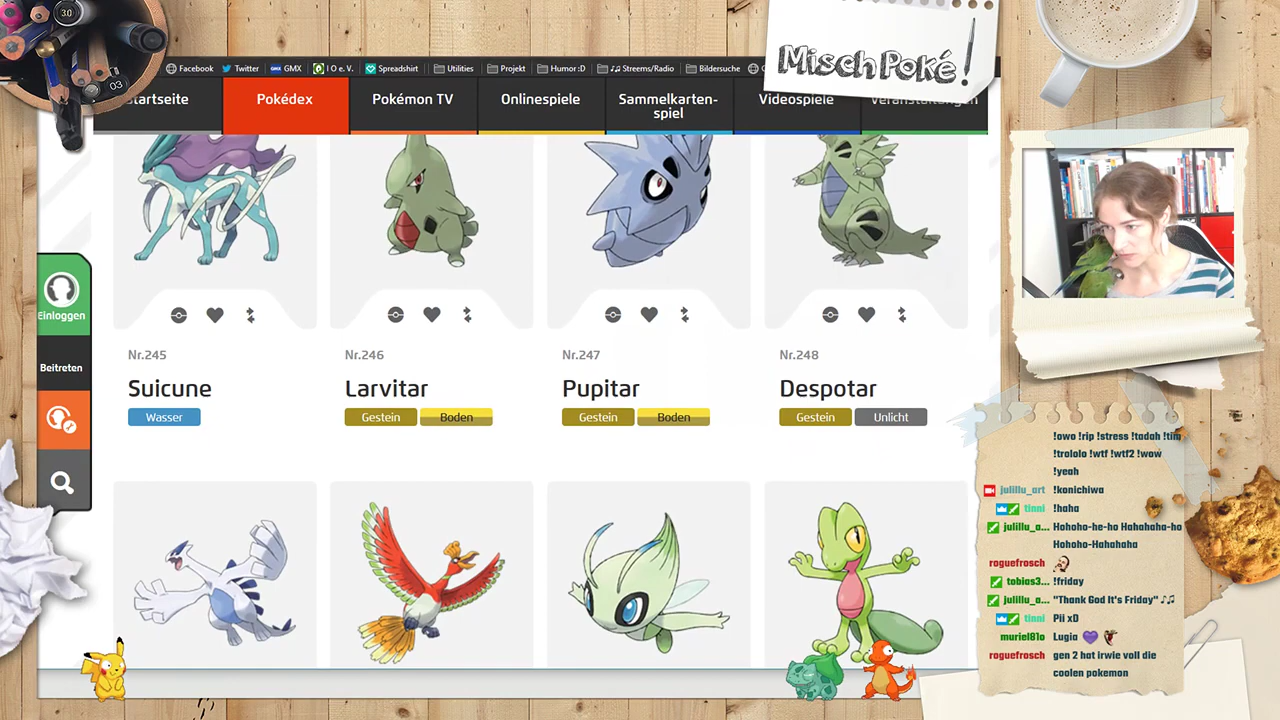 3.0
03
Facebook
Twitter
GMX
I O e. V.
Spreadshirt
Utilities
Projekt
Humor :D
Streems/Radio
Bildersuche
MischPoké!
Startseite
Pokédex
Pokémon TV
Onlinespiele
Sammelkarten-
spiel
Videospiele
Veranstaltungen
Einloggen
Beitreten
Nr.245
Suicune
Wasser
Nr.246
Larvitar
Gestein Boden
Nr.247
Pupitar
Gestein Boden
Nr.248
Despotar
Gestein Unlicht
!owo !rip !stress !tadah !tim
!trololo !wtf !wtf2 !wow
!yeah
julillu_art !konichiwa
tinni !haha
julillu_a... Hohoho-he-ho Hahahaha-ho
Hohoho-Hahahaha
roguefrosch
tobias3... !friday
julillu_a... "Thank God It's Friday" ♪♫
tinni Pii xD
muriel81o Lugia
roguefrosch gen 2 hat irwie voll die
coolen pokemon